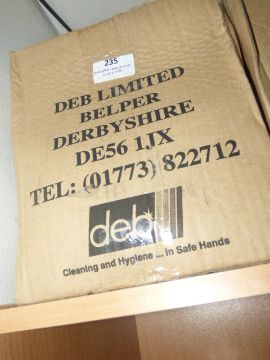 235
DEB LIMITED
BELPER
DERBYSHIRE
DE56 1JX
TEL: (01773) 822712
deb
Cleaning and Hygiene ... In Safe Hands